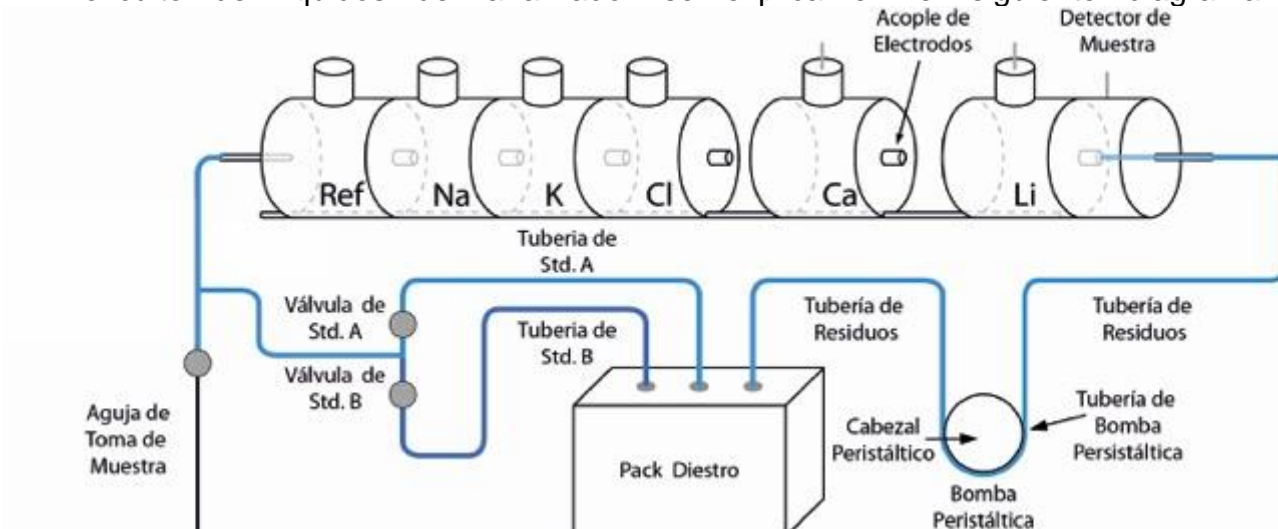 Acople de
Electrodos
Detector de
Muestra
Ref
Na
K
Cl
Ca
Li
Tuberia de
Std. A
Válvula de
Std. A
Tuberia de
Std. B
Válvula de
Std. B
Tubería de
Residuos
Tubería de
Residuos
Aguja de
Toma de
Muestra
Pack Diestro
Cabezal
Peristáltico
Tubería de
Bomba
Persistáltica
Bomba
Peristáltica